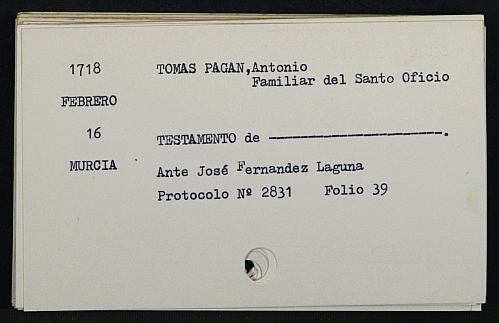 1718 TOMAS PAGAN,Antonio
Familiar del Santo Oficio
FEBRERO
16 TESTAMENTO de ————————————————.
MURCIA Ante José Fernandez Laguna
Protocolo Nº 2831 Folio 39